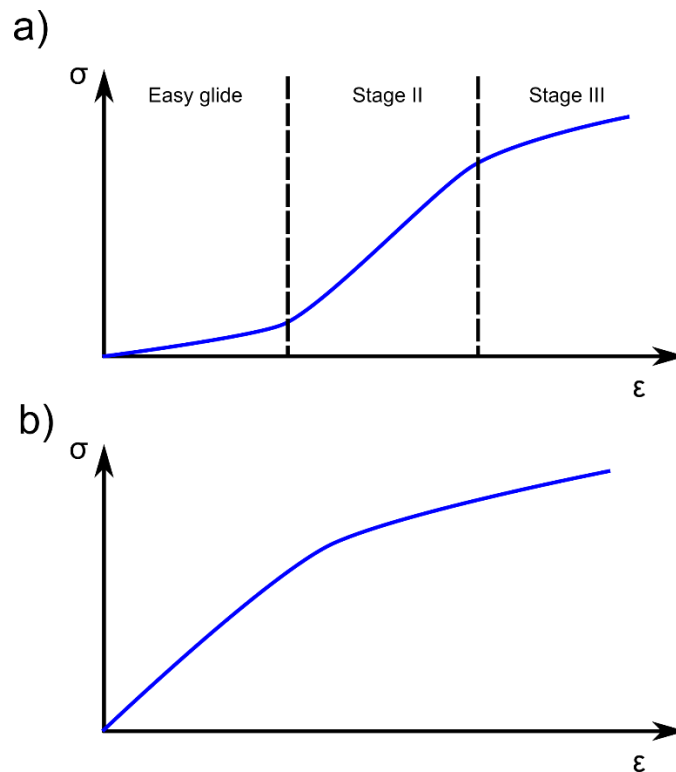 a)
σ
Easy glide
Stage II
Stage III
ε
b)
σ
ε